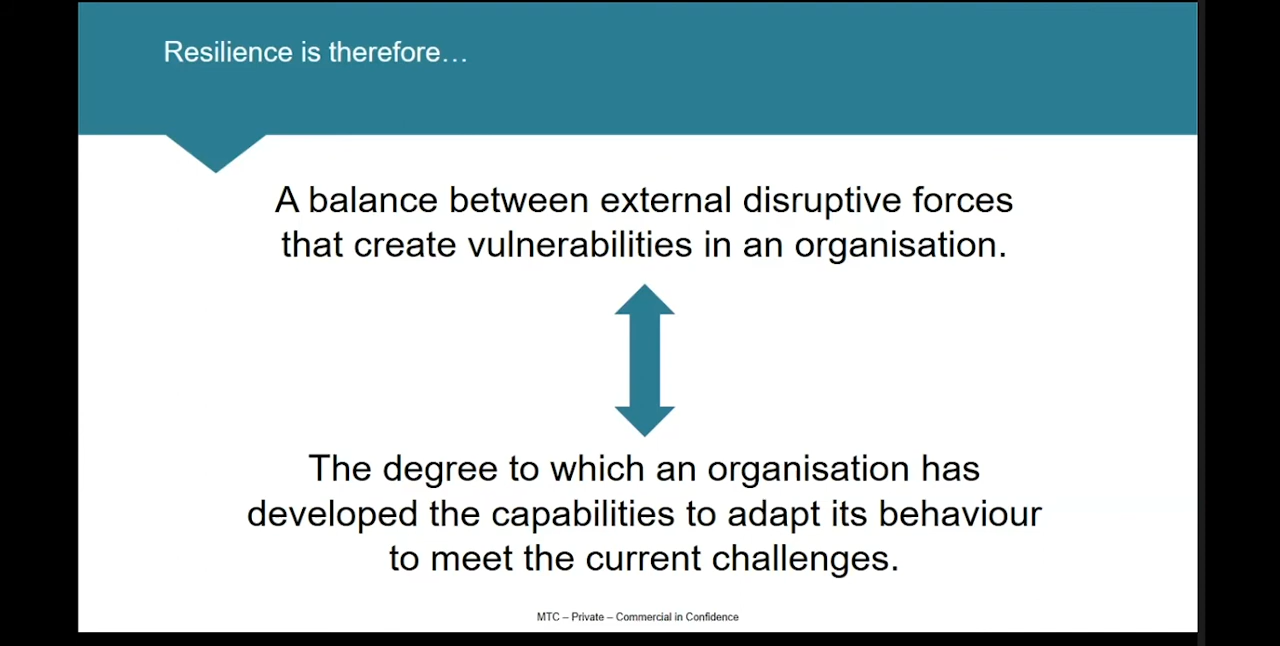 Resilience is therefore…
A balance between external disruptive forces
that create vulnerabilities in an organisation.
The degree to which an organisation has
developed the capabilities to adapt its behaviour
to meet the current challenges.
MTC – Private – Commercial in Confidence